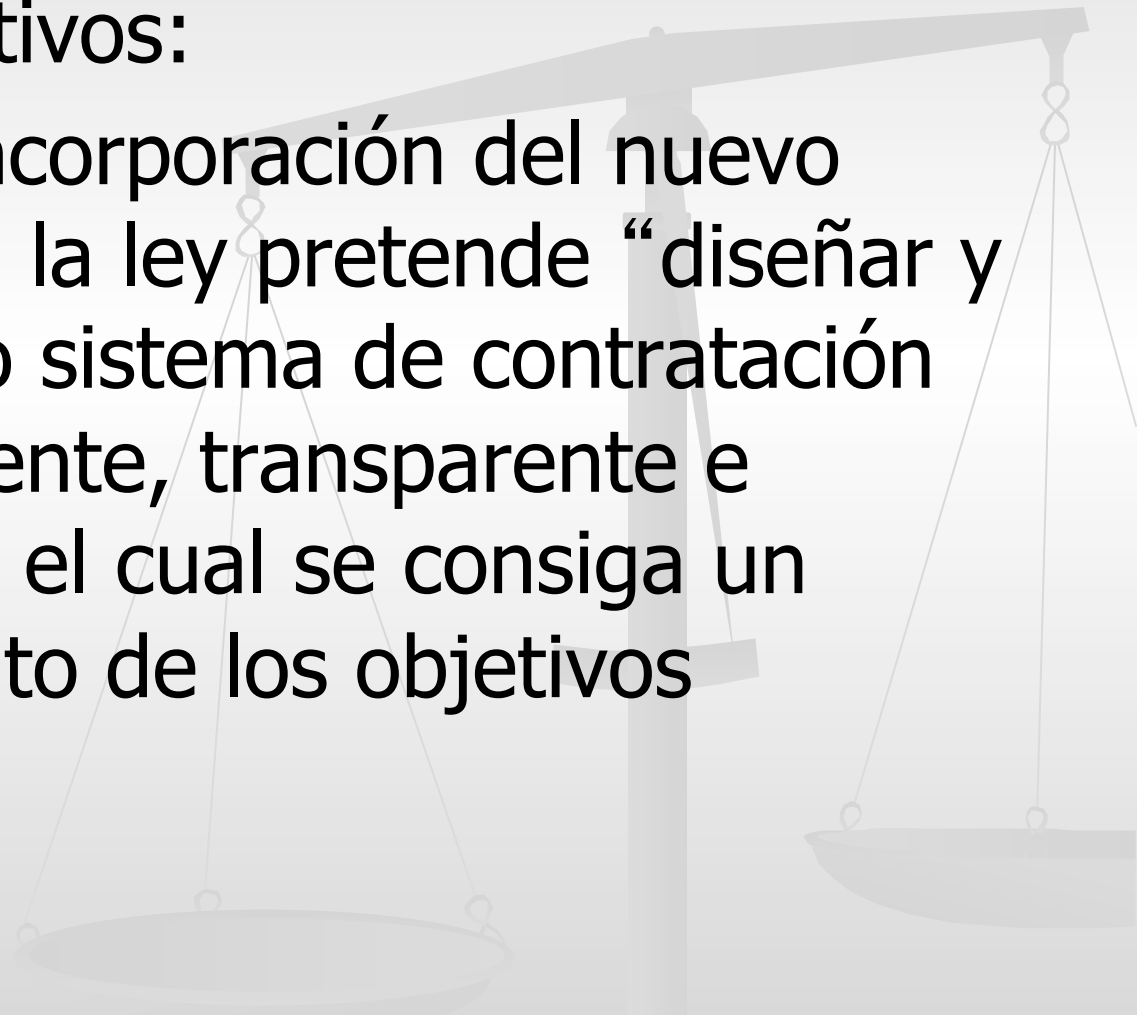 tivos:
ncorporación del nuevo
la ley pretende “diseñar y
o sistema de contratación
ente, transparente e
el cual se consiga un
to de los objetivos